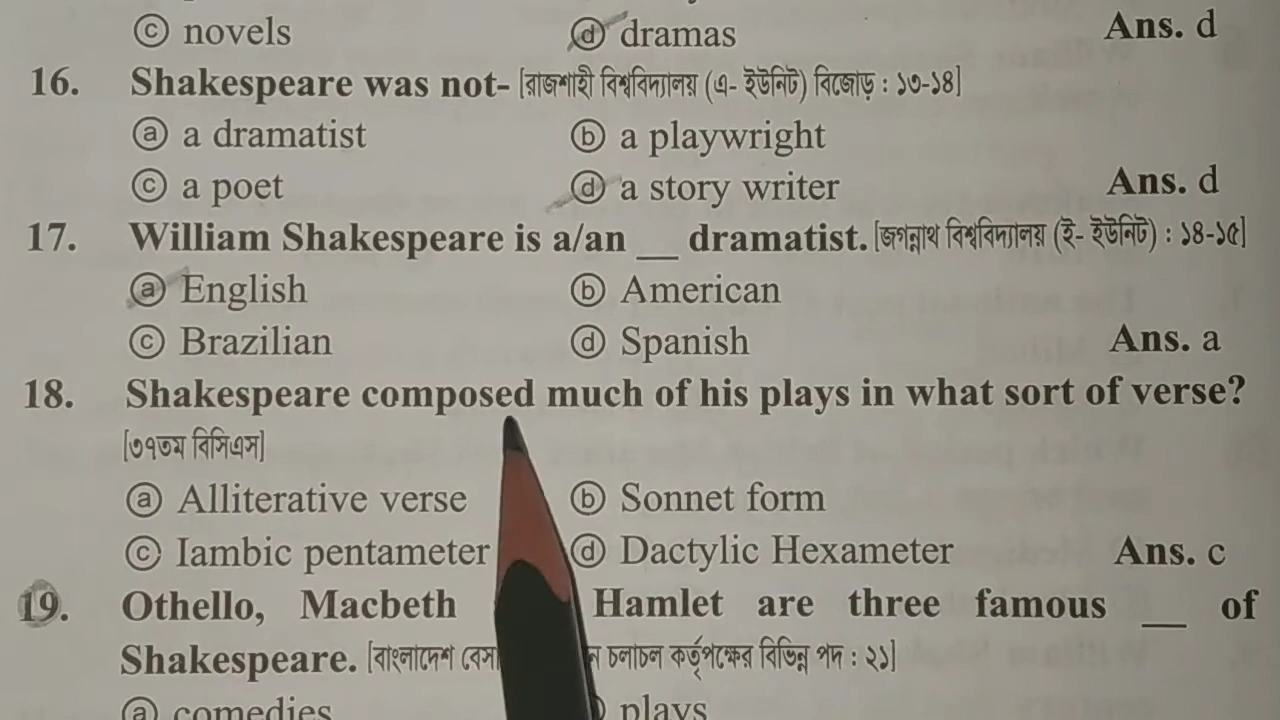 ⓒ novels ⓓ dramas Ans. d
16. Shakespeare was not- [রাজশাহী বিশ্ববিদ্যালয় (এ- ইউনিট) বিজোড় : ১৩-১৪]
ⓐ a dramatist ⓑ a playwright
ⓒ a poet ⓓ a story writer Ans. d
17. William Shakespeare is a/an __ dramatist. [জগন্নাথ বিশ্ববিদ্যালয় (ই- ইউনিট) : ১৪-১৫]
ⓐ English ⓑ American
ⓒ Brazilian ⓓ Spanish Ans. a
18. Shakespeare composed much of his plays in what sort of verse?
[৩৭তম বিসিএস]
ⓐ Alliterative verse ⓑ Sonnet form
ⓒ Iambic pentameter ⓓ Dactylic Hexameter Ans. c
19. Othello, Macbeth Hamlet are three famous __ of
Shakespeare. [বাংলাদেশ চলাচল কর্তৃপক্ষের বিভিন্ন পদ : ২১]
ⓐ comedies plays